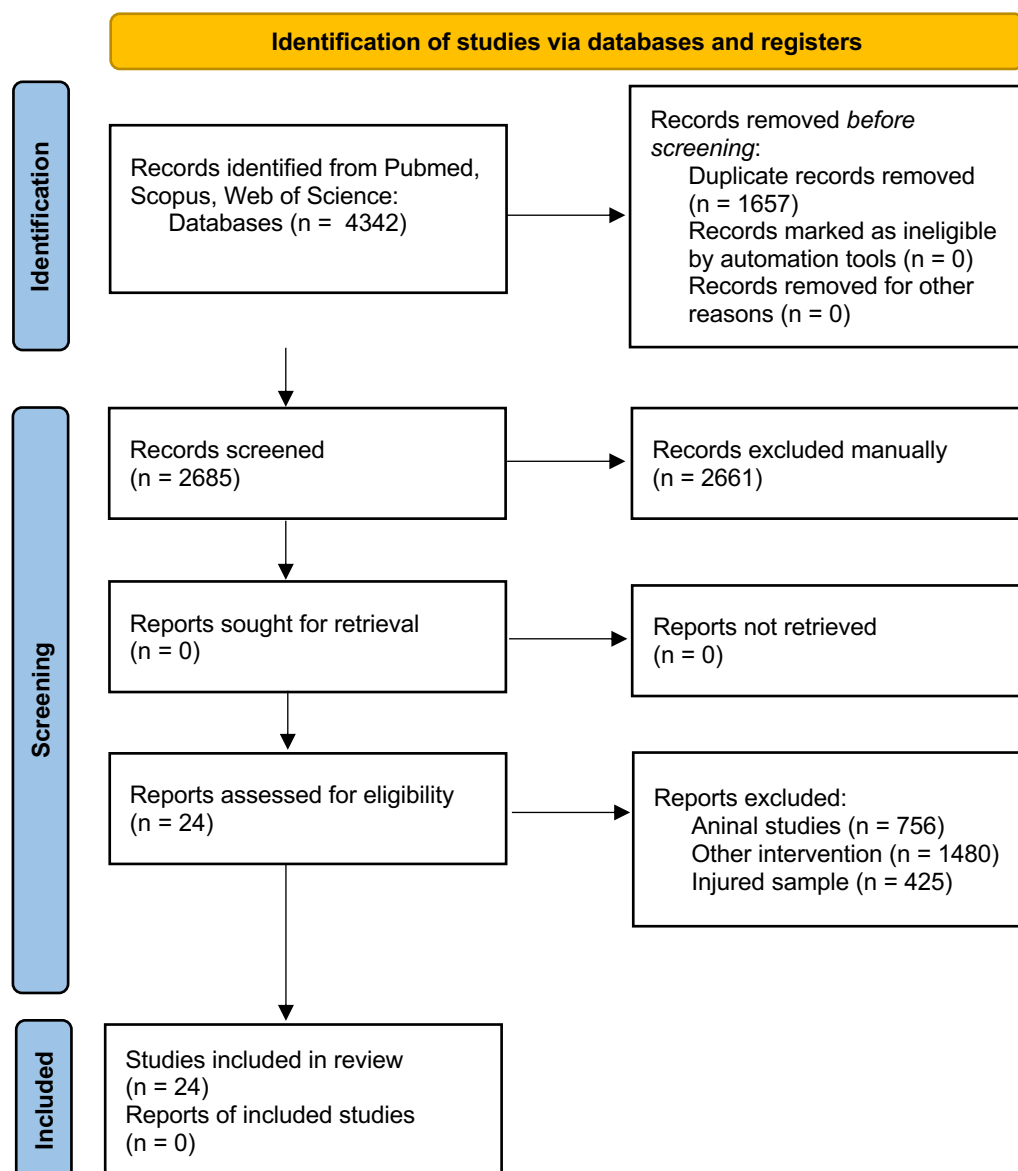 Identification of studies via databases and registers
Identification
Records identified from Pubmed,
Scopus, Web of Science:
Databases (n =  4342)
Records removed before
screening:
Duplicate records removed
(n = 1657)
Records marked as ineligible
by automation tools (n = 0)
Records removed for other
reasons (n = 0)
Screening
Records screened
(n = 2685)
Records excluded manually
(n = 2661)
Reports sought for retrieval
(n = 0)
Reports not retrieved
(n = 0)
Reports assessed for eligibility
(n = 24)
Reports excluded:
Aninal studies (n = 756)
Other intervention (n = 1480)
Injured sample (n = 425)
Included
Studies included in review
(n = 24)
Reports of included studies
(n = 0)